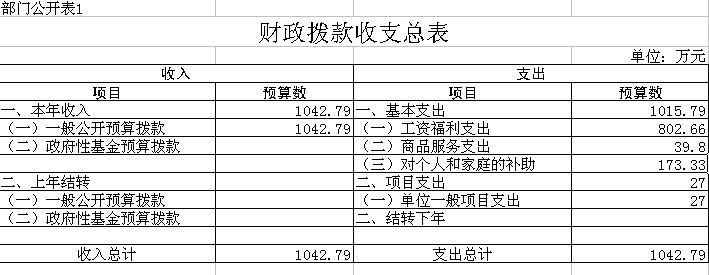 部门公开表1
财政拨款收支总表
单位：万元
收入 支出
项目 预算数 项目 预算数
一、本年收入 1042.79 一、基本支出 1015.79
（一）一般公开预算拨款 1042.79 （一）工资福利支出 802.66
（二）政府性基金预算拨款 （二）商品服务支出 39.8
（三）对个人和家庭的补助 173.33
二、上年结转 二、项目支出 27
（一）一般公开预算拨款 （一）单位一般项目支出 27
（二）政府性基金预算拨款 二、结转下年
收入总计 1042.79 支出总计 1042.79